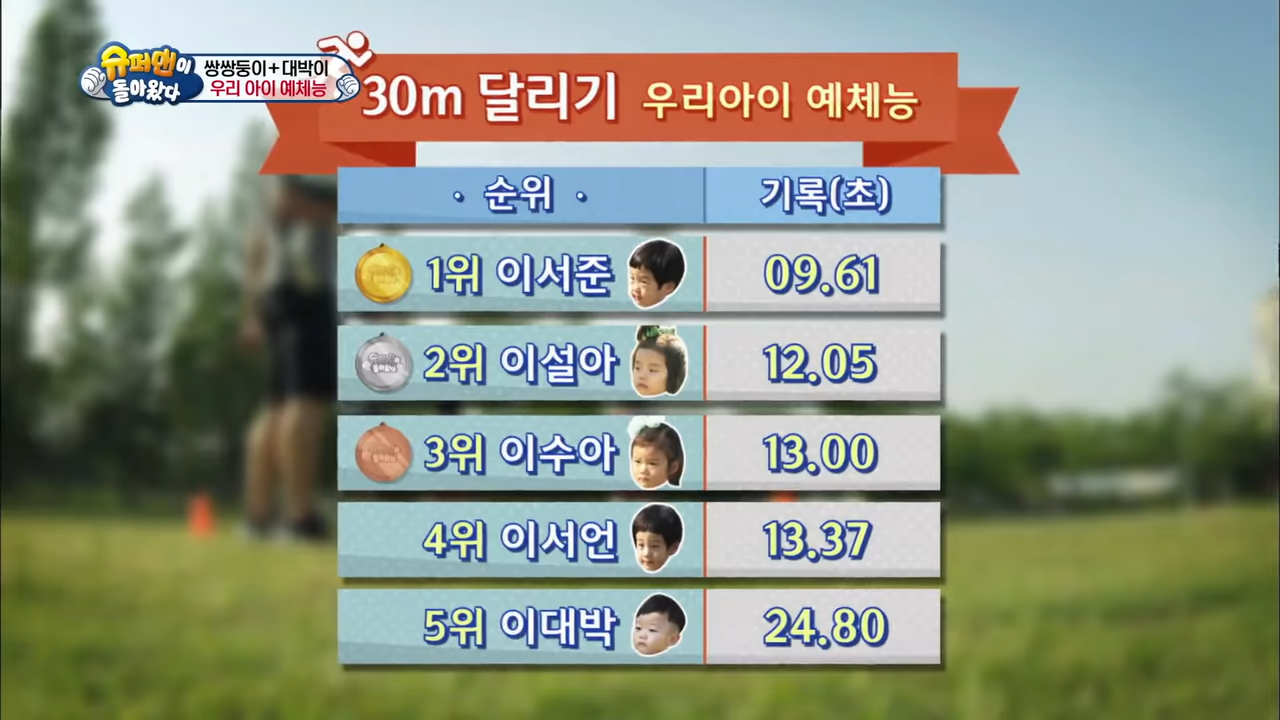 슈퍼맨이
돌아왔다
쌍쌍둥이+대박이
우리 아이 예체능
30m 달리기 우리아이 예체능
· 순위 · 기록(초)
1위 이서준 09.61
2위 이설아 12.05
3위 이수아 13.00
4위 이서언 13.37
5위 이대박 24.80